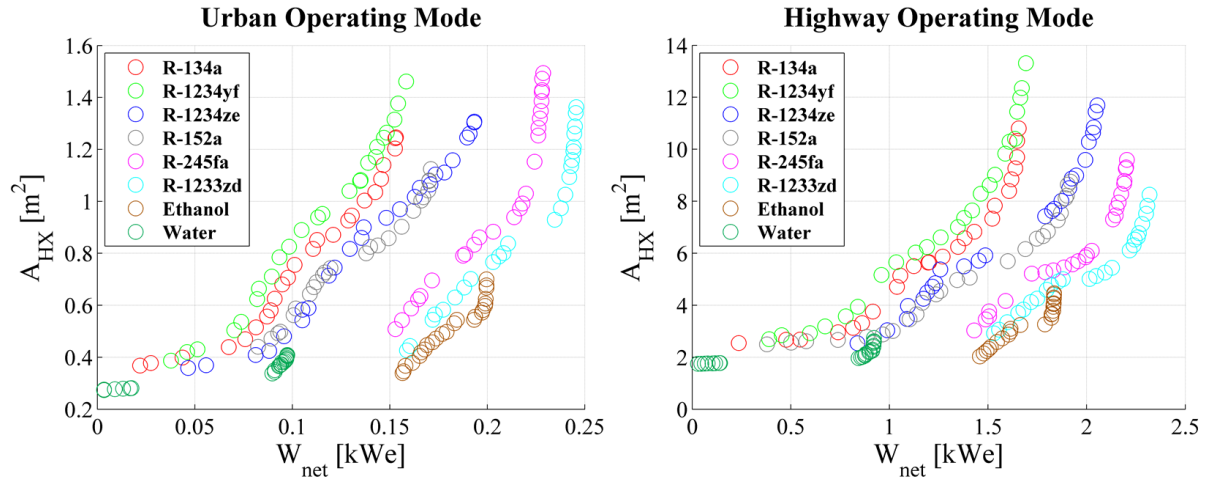 Urban Operating Mode
A_HX [m²]
1.6
1.4
1.2
1
0.8
0.6
0.4
0.2
R-134a
R-1234yf
R-1234ze
R-152a
R-245fa
R-1233zd
Ethanol
Water
0 0.05 0.1 0.15 0.2 0.25
W_net [kWe]
Highway Operating Mode
A_HX [m²]
14
12
10
8
6
4
2
0
R-134a
R-1234yf
R-1234ze
R-152a
R-245fa
R-1233zd
Ethanol
Water
0 0.5 1 1.5 2 2.5
W_net [kWe]